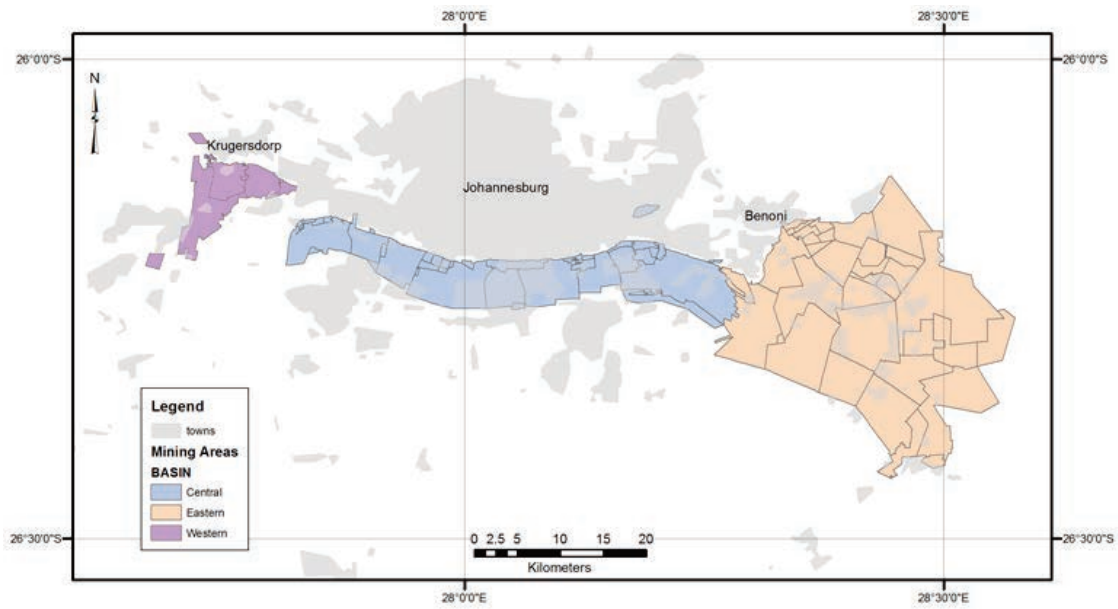 28°0'0"E 28°30'0"E
26°0'0"S 26°0'0"S
N
Krugersdorp
Johannesburg
Benoni
Legend
towns
Mining Areas
BASIN
Central
Eastern
Western
0 2.5 5 10 15 20
Kilometers
26°30'0"S 26°30'0"S
28°0'0"E 28°30'0"E